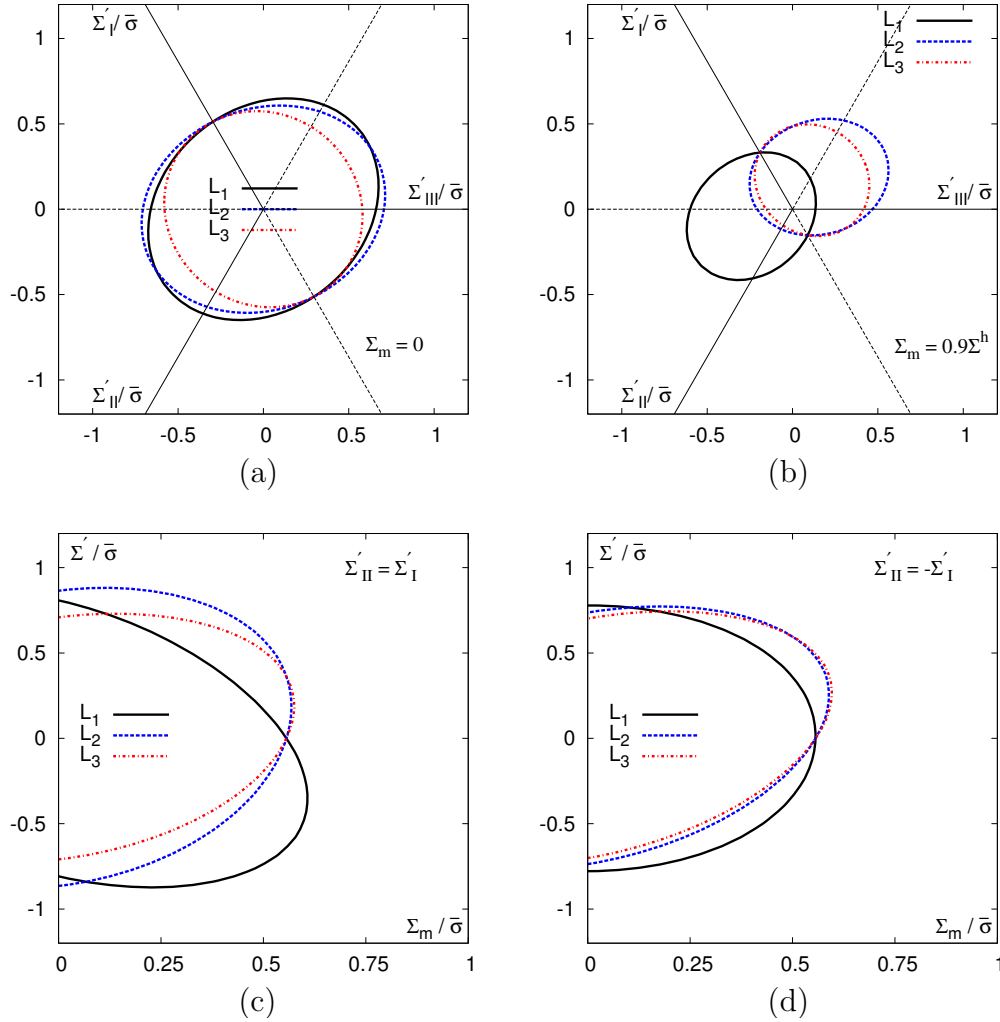 Σ′I/σ̄
1
0.5
0
-0.5
-1
L1
L2
L3
Σ′III/σ̄
Σm = 0
Σ′II/σ̄
-1 -0.5 0 0.5 1
(a)
Σ′I/σ̄
L1
L2
L3
1
0.5
0
-0.5
-1
Σ′III/σ̄
Σm = 0.9Σh
Σ′II/σ̄
-1 -0.5 0 0.5 1
(b)
Σ′/σ̄
Σ′II = Σ′I
1
0.5
0
-0.5
-1
L1
L2
L3
Σm/σ̄
0 0.25 0.5 0.75 1
(c)
Σ′/σ̄
Σ′II = -Σ′I
1
0.5
0
-0.5
-1
L1
L2
L3
Σm/σ̄
0 0.25 0.5 0.75 1
(d)